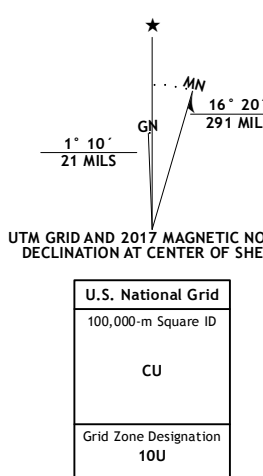 ★
MN
16° 20´
291 MIL
GN
1° 10´
21 MILS
UTM GRID AND 2017 MAGNETIC NO
DECLINATION AT CENTER OF SHE
U.S. National Grid
100,000-m Square ID
CU
Grid Zone Designation
10U